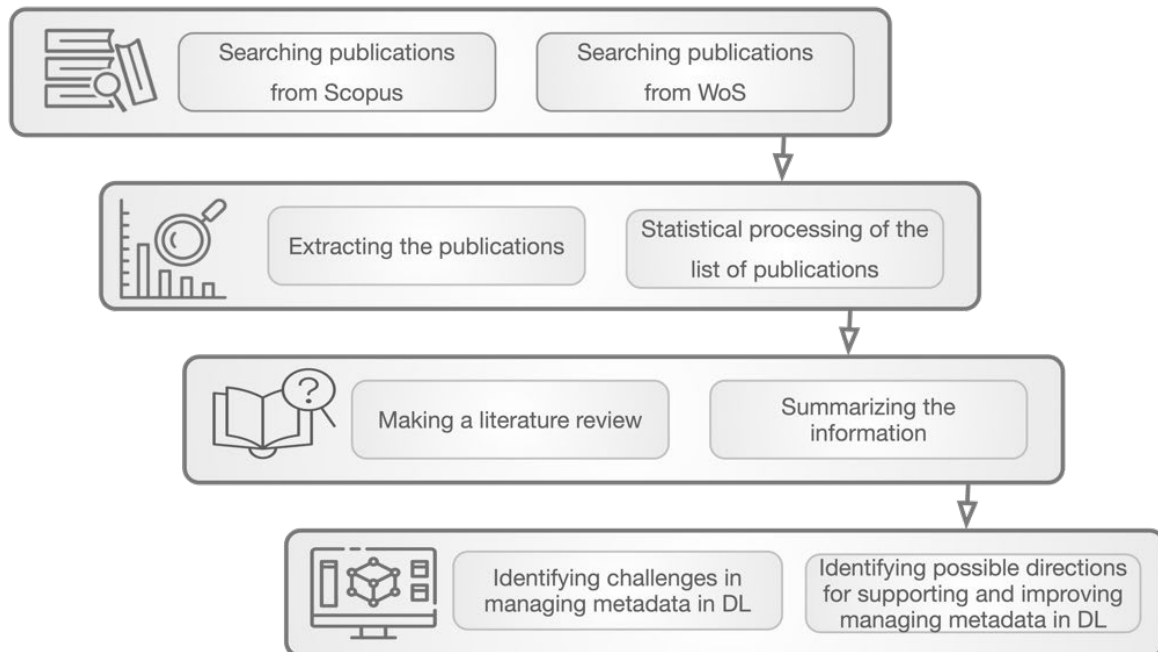 Searching publications
from Scopus
Searching publications
from WoS
Extracting the publications
Statistical processing of the
list of publications
?
Making a literature review
Summarizing the
information
Identifying challenges in
managing metadata in DL
Identifying possible directions
for supporting and improving
managing metadata in DL